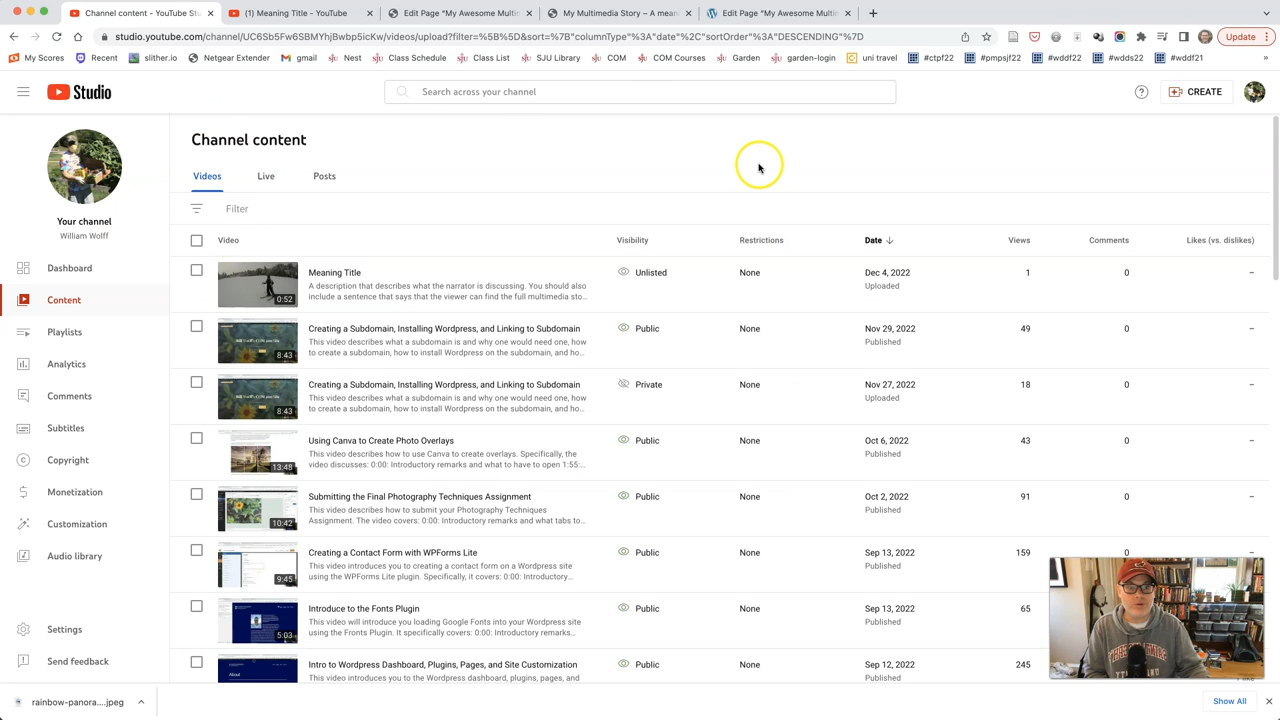 Channel content - YouTube Stu
(1) Meaning Title - YouTube
Edit Page "My Awesome Multim
My Multimedia Story – A mean
Edit Page "My Awesome Multim
studio.youtube.com/channel/UC6Sb5Fw6SBMYhjBwbp5icKw/videos/upload?filter=%5B%5D&sort=%7B"columnType"%3A"date"%2C"sortOrder"%3A"DESCENDING"%7D
Update
My Scores
Recent
slither.io
Netgear Extender
gmail
Nest
Class Schedule
Class List
SJU Library
COM
COM Courses
Garden
garden-login
uni travel
#ctpf22
#pmpsjf22
#wddf22
#wdds22
#wddf21
»
Studio
Search across your channel
CREATE
Channel content
Videos
Live
Posts
Your channel
William Wolff
Filter
Video
Visibility
Restrictions
Date
Views
Comments
Likes (vs. dislikes)
Dashboard
Content
Playlists
Analytics
Comments
Subtitles
Copyright
Monetization
Customization
Audio library
Settings
Send feedback
Meaning Title
Unlisted
None
Dec 4, 2022
1
0
–
A description that describes what the narrator is discussing. You should also
Uploaded
include a sentence that says that the viewer can find the full multimedia sto...
0:52
Creating a Subdomain, Installing Wordpress, and Linking to Subdomain
Public
None
Nov 29, 2022
49
0
–
This video describes what a subdomain is and why one would need one, how
Published
to create a subdomain, how to install Wordpress on the subdomain, and ho...
8:43
Creating a Subdomain, Installing Wordpress, and Linking to Subdomain
Private
None
Nov 27, 2022
18
0
–
This video describes what a subdomain is and why one would need one, how
Uploaded
to create a subdomain, how to install Wordpress on the subdomain, and ho...
8:43
Using Canva to Create Photo Overlays
Public
None
Oct 6, 2022
43
0
–
This video describes how to use Canva to create overlays. Specifically, the
Published
video discusses: 0:00: Introductory remarks and what to have to open 1:55:...
13:48
Submitting the Final Photography Techniques Assignment
Public
None
Oct 2, 2022
91
0
–
This video describes how to submit your Photography Techniques
Published
Assignment. The video covers: 0:00: Introductory remarks and what tabs to...
10:42
Creating a Contact Form with WPForms Lite
Public
None
Sep 13, 2022
159
0
–
This video introduces you to creating a contact form on a Wordpress site
Published
using the WPForms Lite plugin. Specifically, it covers: 0:00: Introductory...
9:45
Introduce to the Fonts Plugin
Public
None
Sep 13, 2022
65
This video will introduce you loading Google Fonts into your Wordpress site
Published
using the Fonts Plugin. It specifically covers: 0:00: Introductory remarks...
5:03
Intro to Wordpress Dashboard, Plugins, Pages, and Site Customization
Public
None
Sep 12, 2022
245
This video introduces you the Wordpress dashboard, plugins, pages, and
Published
About
rainbow-panora....jpeg
Show All